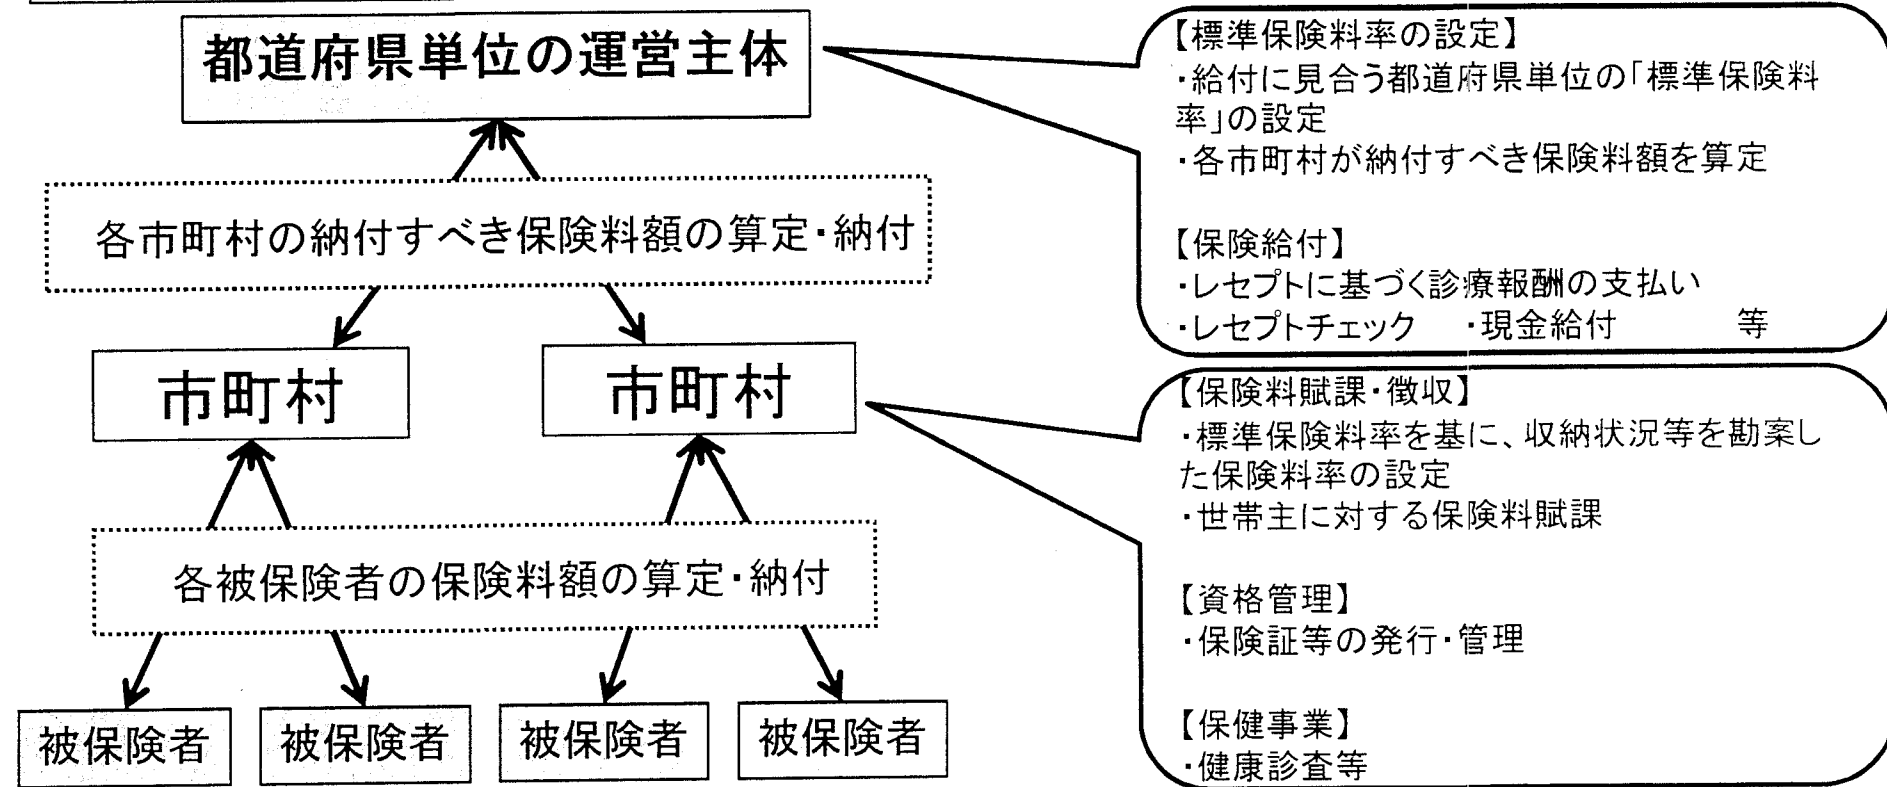 都道府県単位の運営主体
各市町村の納付すべき保険料額の算定・納付
市町村
市町村
各被保険者の保険料額の算定・納付
被保険者
被保険者
被保険者
被保険者
【標準保険料率の設定】
・給付に見合う都道府県単位の「標準保険料
率」の設定
・各市町村が納付すべき保険料額を算定
【保険給付】
・レセプトに基づく診療報酬の支払い
・レセプトチェック ・現金給付 等
【保険料賦課・徴収】
・標準保険料率を基に、収納状況等を勘案し
た保険料率の設定
・世帯主に対する保険料賦課
【資格管理】
・保険証等の発行・管理
【保健事業】
・健康診査等